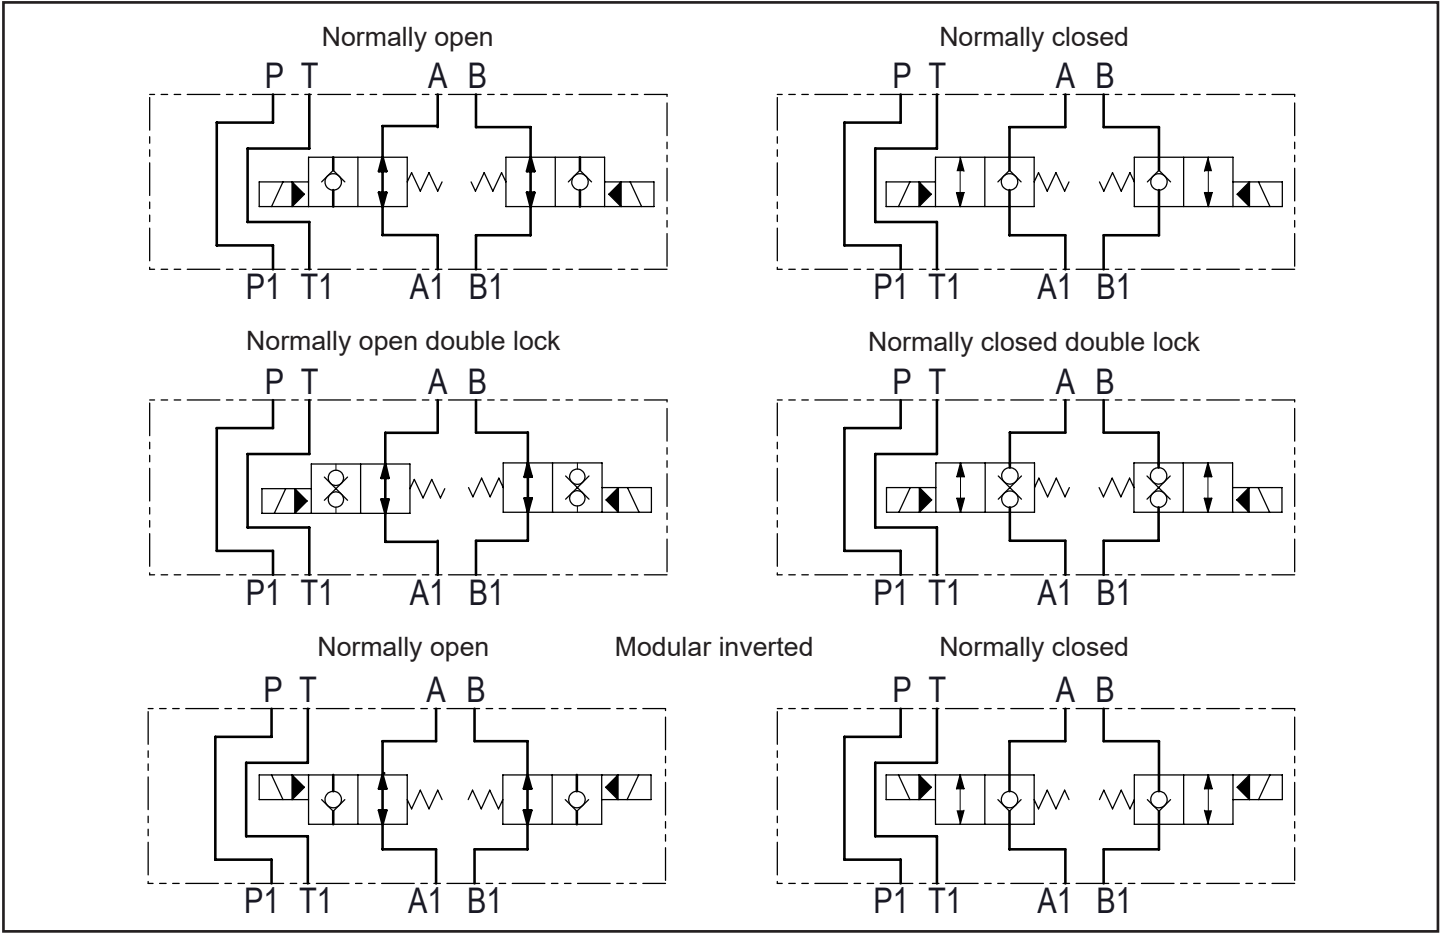 Normally open
Normally closed
P T A B
P T A B
P1 T1 A1 B1
P1 T1 A1 B1
Normally open double lock
Normally closed double lock
P T A B
P T A B
P1 T1 A1 B1
P1 T1 A1 B1
Normally open
Modular inverted
Normally closed
P T A B
P T A B
P1 T1 A1 B1
P1 T1 A1 B1